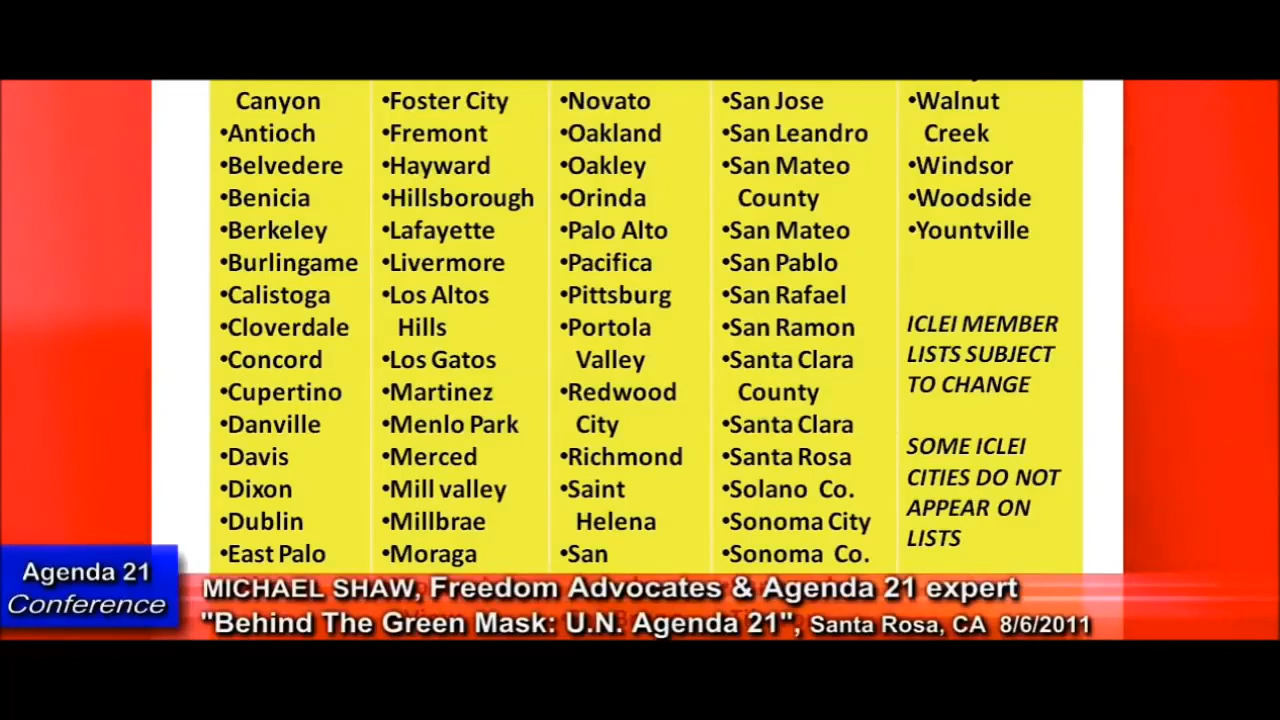 Canyon
•Antioch
•Belvedere
•Benicia
•Berkeley
•Burlingame
•Calistoga
•Cloverdale
•Concord
•Cupertino
•Danville
•Davis
•Dixon
•Dublin
•East Palo
•Foster City
•Fremont
•Hayward
•Hillsborough
•Lafayette
•Livermore
•Los Altos
Hills
•Los Gatos
•Martinez
•Menlo Park
•Merced
•Mill valley
•Millbrae
•Moraga
•Novato
•Oakland
•Oakley
•Orinda
•Palo Alto
•Pacifica
•Pittsburg
•Portola
Valley
•Redwood
City
•Richmond
•Saint
Helena
•San
•San Jose
•San Leandro
•San Mateo
County
•San Mateo
•San Pablo
•San Rafael
•San Ramon
•Santa Clara
County
•Santa Clara
•Santa Rosa
•Solano Co.
•Sonoma City
•Sonoma Co.
•Walnut
Creek
•Windsor
•Woodside
•Yountville
ICLEI MEMBER
LISTS SUBJECT
TO CHANGE
SOME ICLEI
CITIES DO NOT
APPEAR ON
LISTS
Agenda 21
Conference
MICHAEL SHAW, Freedom Advocates & Agenda 21 expert
"Behind The Green Mask: U.N. Agenda 21", Santa Rosa, CA 8/6/2011